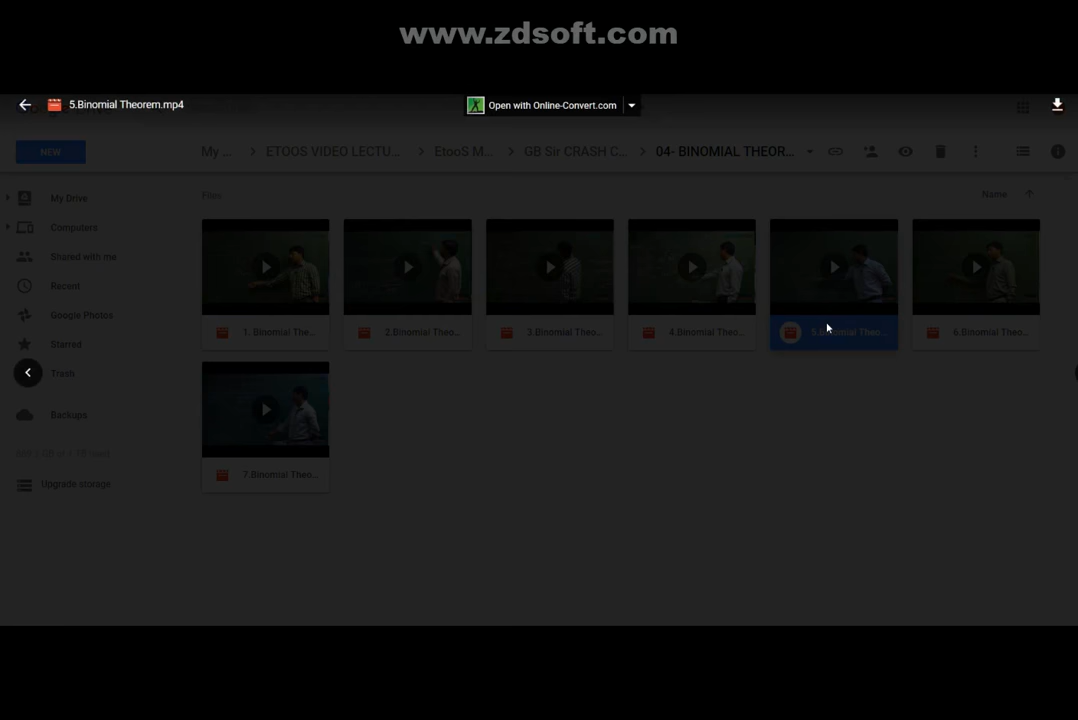 www.zdsoft.com
5.Binomial Theorem.mp4
Open with Online-Convert.com
NEW
My ...
ETOOS VIDEO LECTU...
EtooS M...
GB Sir CRASH C...
04- BINOMIAL THEOR...
Files
Name
My Drive
Computers
Shared with me
Recent
Google Photos
Starred
Trash
Backups
Upgrade storage
1. Binomial The...
2.Binomial Theo...
3.Binomial Theo...
4.Binomial Theo...
5.Binomial Theo...
6.Binomial Theo...
7.Binomial Theo...